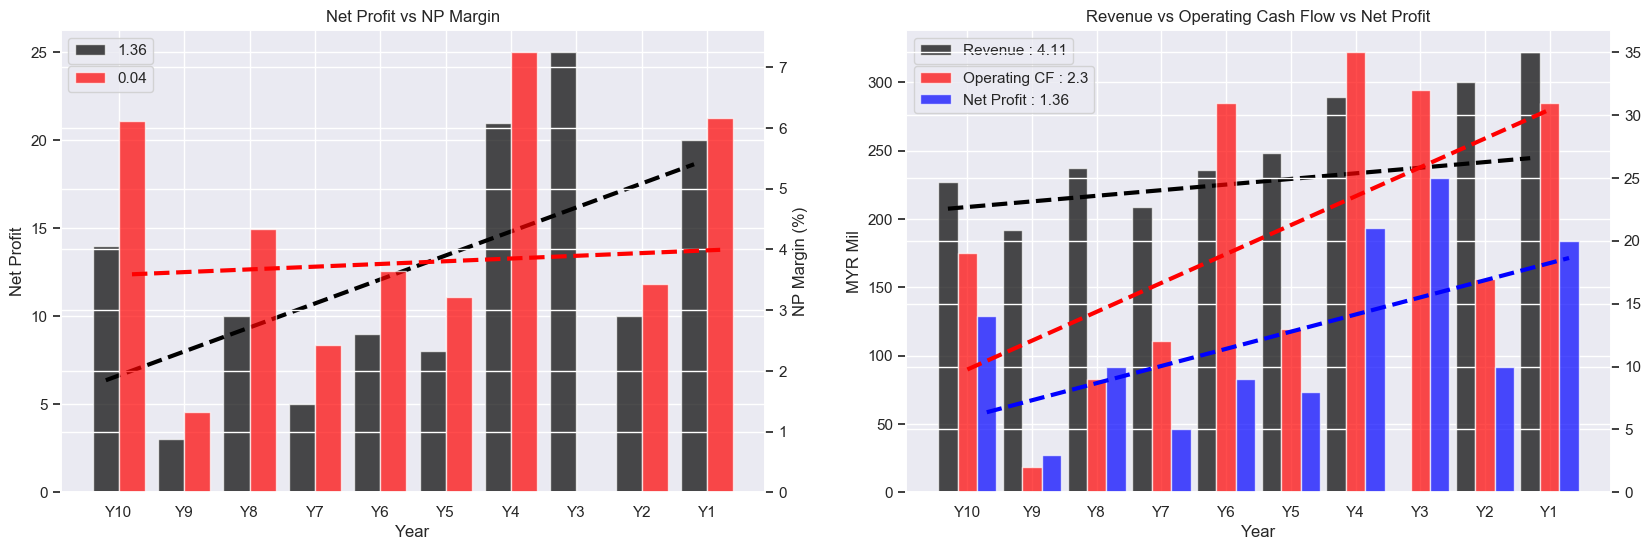 Net Profit vs NP Margin
1.36
0.04
Net Profit
25
20
15
10
5
0
7
6
5
4
3
2
1
0
NP Margin (%)
Y10 Y9 Y8 Y7 Y6 Y5 Y4 Y3 Y2 Y1
Year
Revenue vs Operating Cash Flow vs Net Profit
Revenue : 4.11
Operating CF : 2.3
Net Profit : 1.36
MYR Mil
300
250
200
150
100
50
0
35
30
25
20
15
10
5
0
Y10 Y9 Y8 Y7 Y6 Y5 Y4 Y3 Y2 Y1
Year